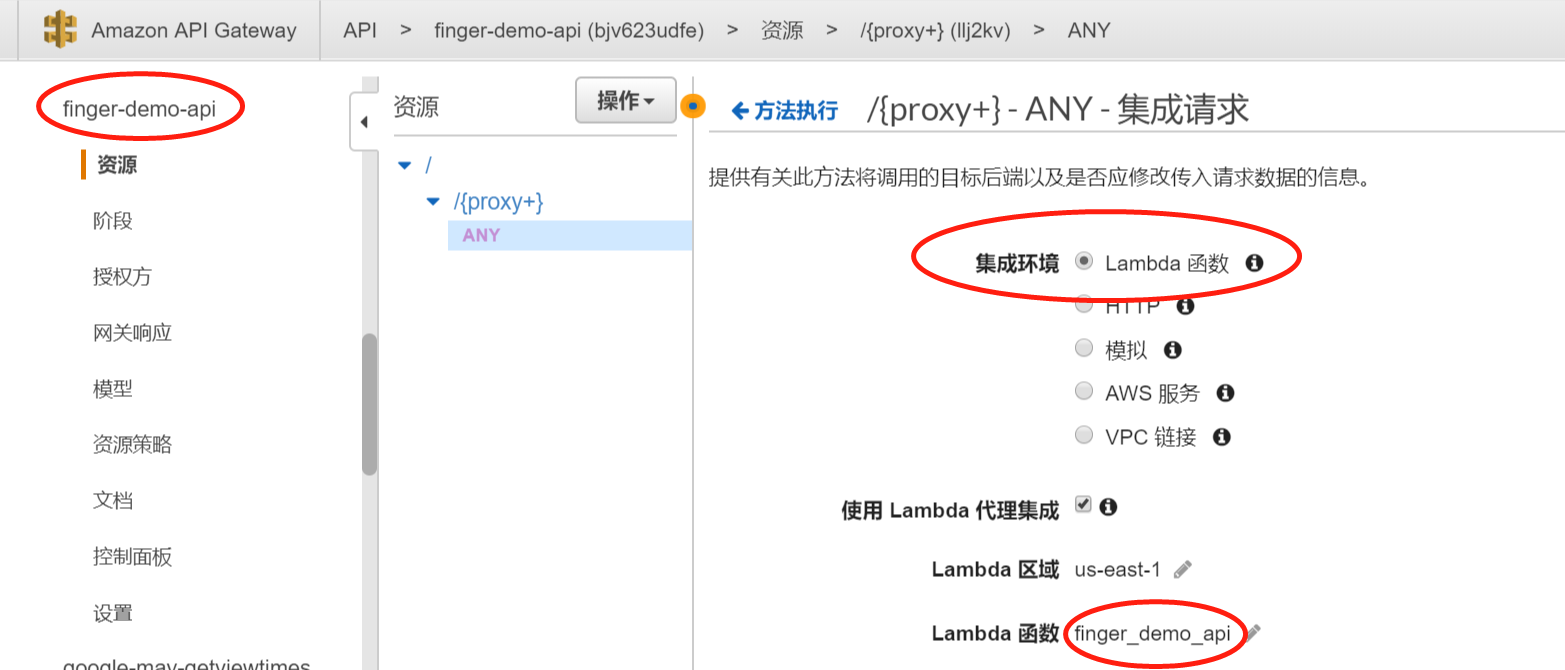 Amazon API Gateway API > finger-demo-api (bjv623udfe) > 资源 > /{proxy+} (llj2kv) > ANY
finger-demo-api
资源
阶段
授权方
网关响应
模型
资源策略
文档
控制面板
设置
google-may-getviewtimes
资源
操作
/
/{proxy+}
ANY
方法执行 /{proxy+} - ANY - 集成请求
提供有关此方法将调用的目标后端以及是否应修改传入请求数据的信息。
集成环境 Lambda 函数
HTTP
模拟
AWS 服务
VPC 链接
使用 Lambda 代理集成
Lambda 区域 us-east-1
Lambda 函数 finger_demo_api